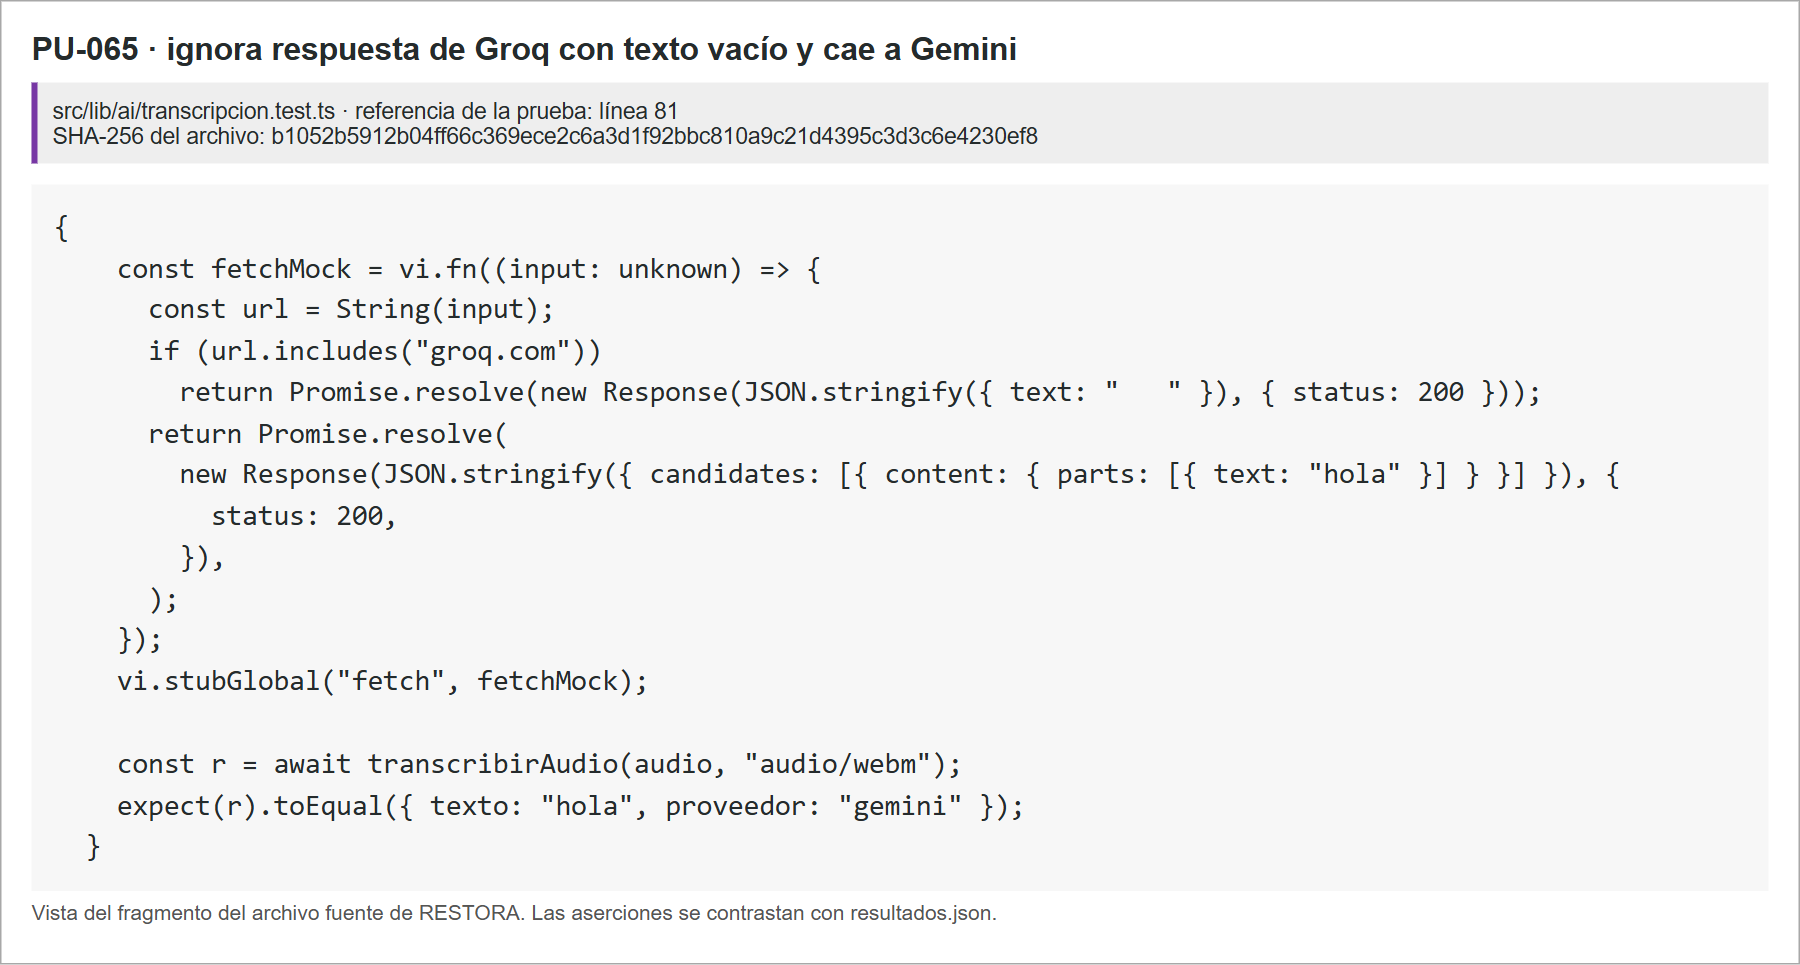 PU-065 · ignora respuesta de Groq con texto vacío y cae a Gemini
src/lib/ai/transcripcion.test.ts · referencia de la prueba: línea 81
SHA-256 del archivo: b1052b5912b04ff66c369ece2c6a3d1f92bbc810a9c21d4395c3d3c6e4230ef8
{
    const fetchMock = vi.fn((input: unknown) => {
      const url = String(input);
      if (url.includes("groq.com"))
        return Promise.resolve(new Response(JSON.stringify({ text: "   " }), { status: 200 }));
      return Promise.resolve(
        new Response(JSON.stringify({ candidates: [{ content: { parts: [{ text: "hola" }] } }] }), {
          status: 200,
        }),
      );
    });
    vi.stubGlobal("fetch", fetchMock);

    const r = await transcribirAudio(audio, "audio/webm");
    expect(r).toEqual({ texto: "hola", proveedor: "gemini" });
  }
Vista del fragmento del archivo fuente de RESTORA. Las aserciones se contrastan con resultados.json.